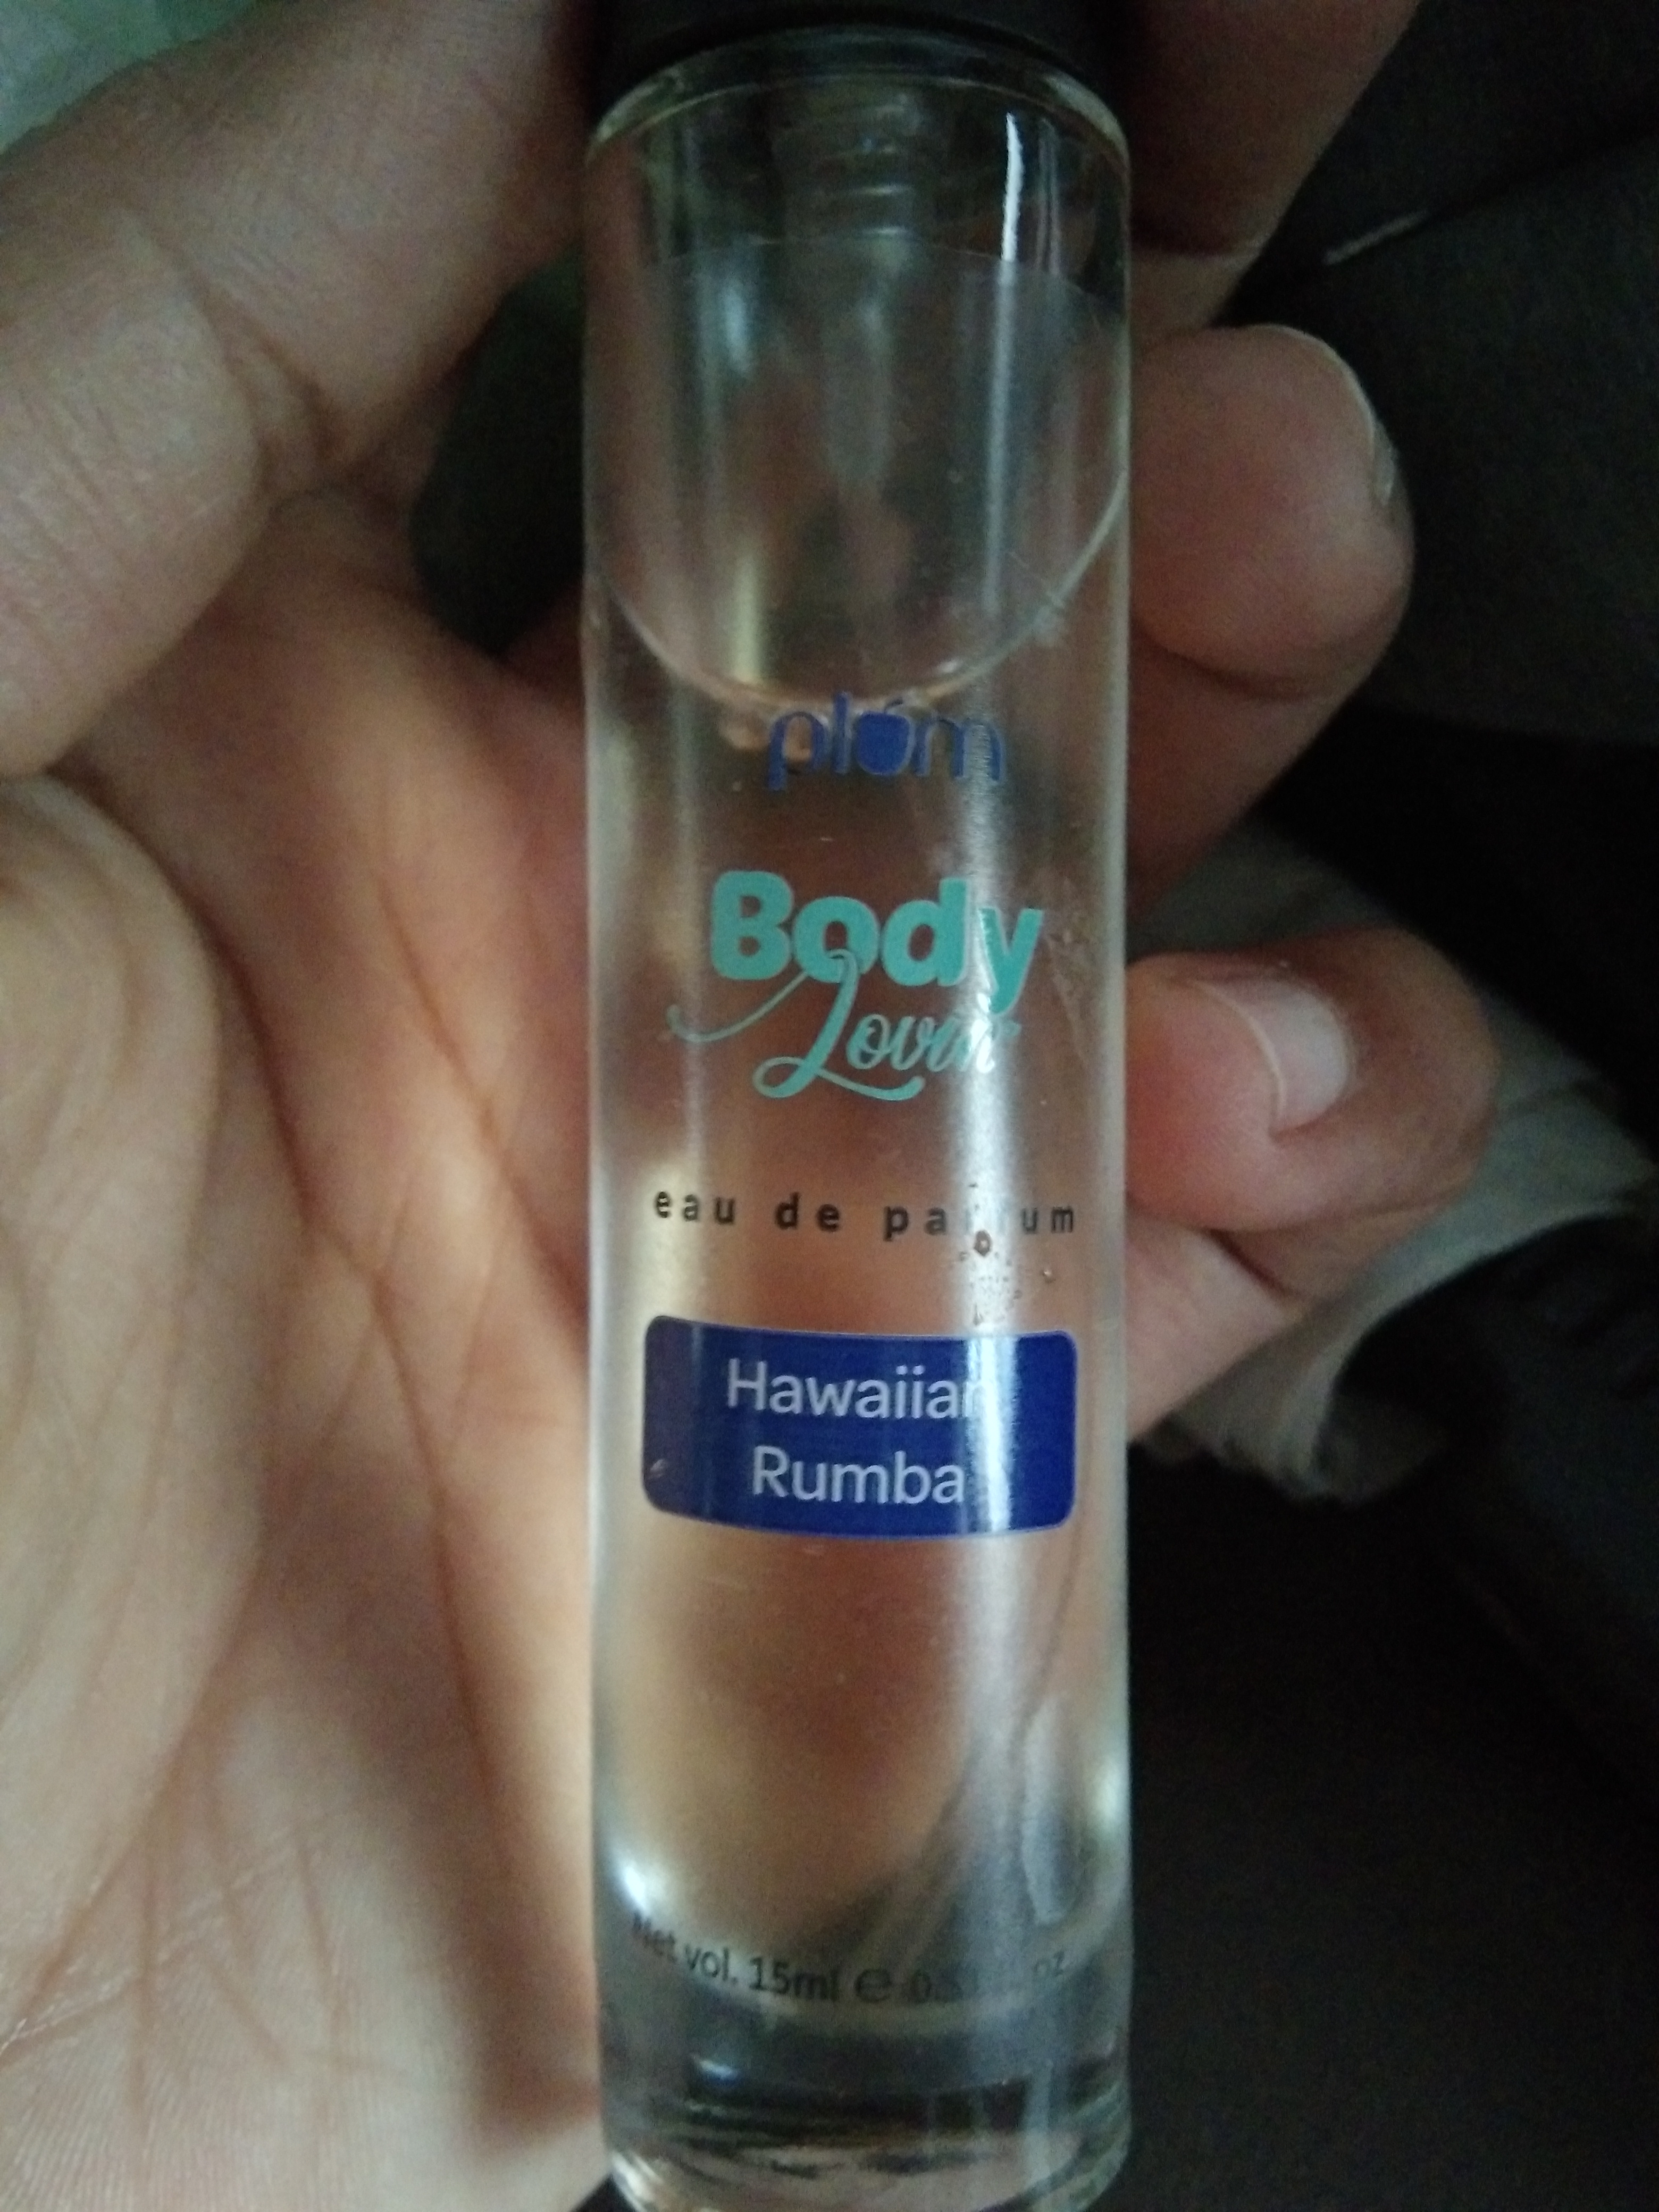 plum
Body
Lovin'
eau de parfum
Hawaiian
Rumba
Net vol. 15ml ℮